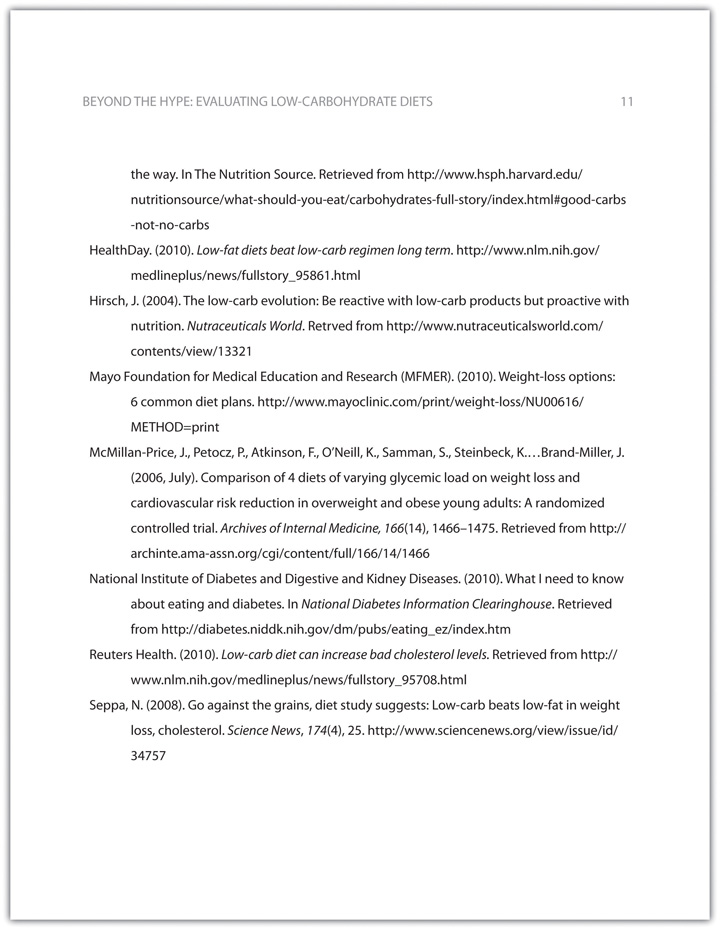 BEYOND THE HYPE: EVALUATING LOW-CARBOHYDRATE DIETS 11
the way. In The Nutrition Source. Retrieved from http://www.hsph.harvard.edu/
nutritionsource/what-should-you-eat/carbohydrates-full-story/index.html#good-carbs
-not-no-carbs
HealthDay. (2010). Low-fat diets beat low-carb regimen long term. http://www.nlm.nih.gov/
medlineplus/news/fullstory_95861.html
Hirsch, J. (2004). The low-carb evolution: Be reactive with low-carb products but proactive with
nutrition. Nutraceuticals World. Retrved from http://www.nutraceuticalsworld.com/
contents/view/13321
Mayo Foundation for Medical Education and Research (MFMER). (2010). Weight-loss options:
6 common diet plans. http://www.mayoclinic.com/print/weight-loss/NU00616/
METHOD=print
McMillan-Price, J., Petocz, P., Atkinson, F., O’Neill, K., Samman, S., Steinbeck, K.…Brand-Miller, J.
(2006, July). Comparison of 4 diets of varying glycemic load on weight loss and
cardiovascular risk reduction in overweight and obese young adults: A randomized
controlled trial. Archives of Internal Medicine, 166(14), 1466–1475. Retrieved from http://
archinte.ama-assn.org/cgi/content/full/166/14/1466
National Institute of Diabetes and Digestive and Kidney Diseases. (2010). What I need to know
about eating and diabetes. In National Diabetes Information Clearinghouse. Retrieved
from http://diabetes.niddk.nih.gov/dm/pubs/eating_ez/index.htm
Reuters Health. (2010). Low-carb diet can increase bad cholesterol levels. Retrieved from http://
www.nlm.nih.gov/medlineplus/news/fullstory_95708.html
Seppa, N. (2008). Go against the grains, diet study suggests: Low-carb beats low-fat in weight
loss, cholesterol. Science News, 174(4), 25. http://www.sciencenews.org/view/issue/id/
34757